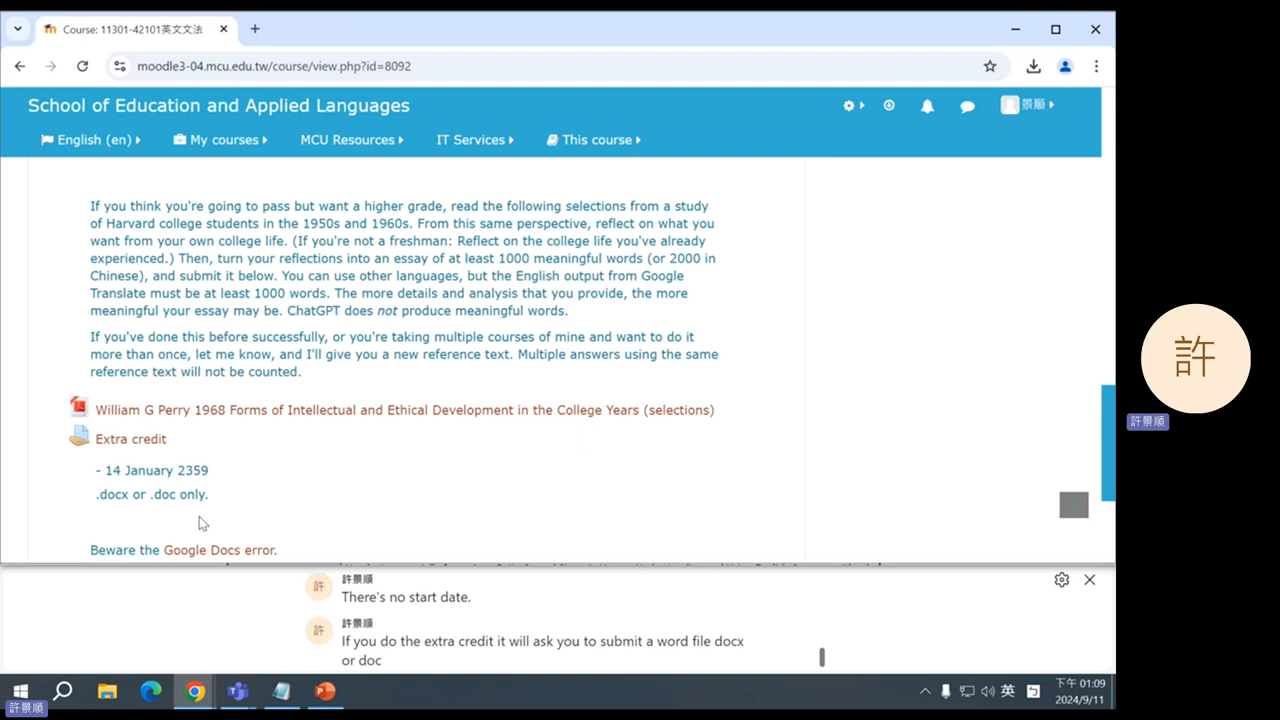 Course: 11301-42101英文文法
moodle3-04.mcu.edu.tw/course/view.php?id=8092
School of Education and Applied Languages
景順
English (en)
My courses
MCU Resources
IT Services
This course
If you think you're going to pass but want a higher grade, read the following selections from a study
of Harvard college students in the 1950s and 1960s. From this same perspective, reflect on what you
want from your own college life. (If you're not a freshman: Reflect on the college life you've already
experienced.) Then, turn your reflections into an essay of at least 1000 meaningful words (or 2000 in
Chinese), and submit it below. You can use other languages, but the English output from Google
Translate must be at least 1000 words. The more details and analysis that you provide, the more
meaningful your essay may be. ChatGPT does not produce meaningful words.
If you've done this before successfully, or you're taking multiple courses of mine and want to do it
more than once, let me know, and I'll give you a new reference text. Multiple answers using the same
reference text will not be counted.
William G Perry 1968 Forms of Intellectual and Ethical Development in the College Years (selections)
Extra credit
- 14 January 2359
.docx or .doc only.
Beware the Google Docs error.
許
許景順
許
許景順
There's no start date.
許
許景順
If you do the extra credit it will ask you to submit a word file docx
or doc
英
下午 01:09
2024/9/11
許景順